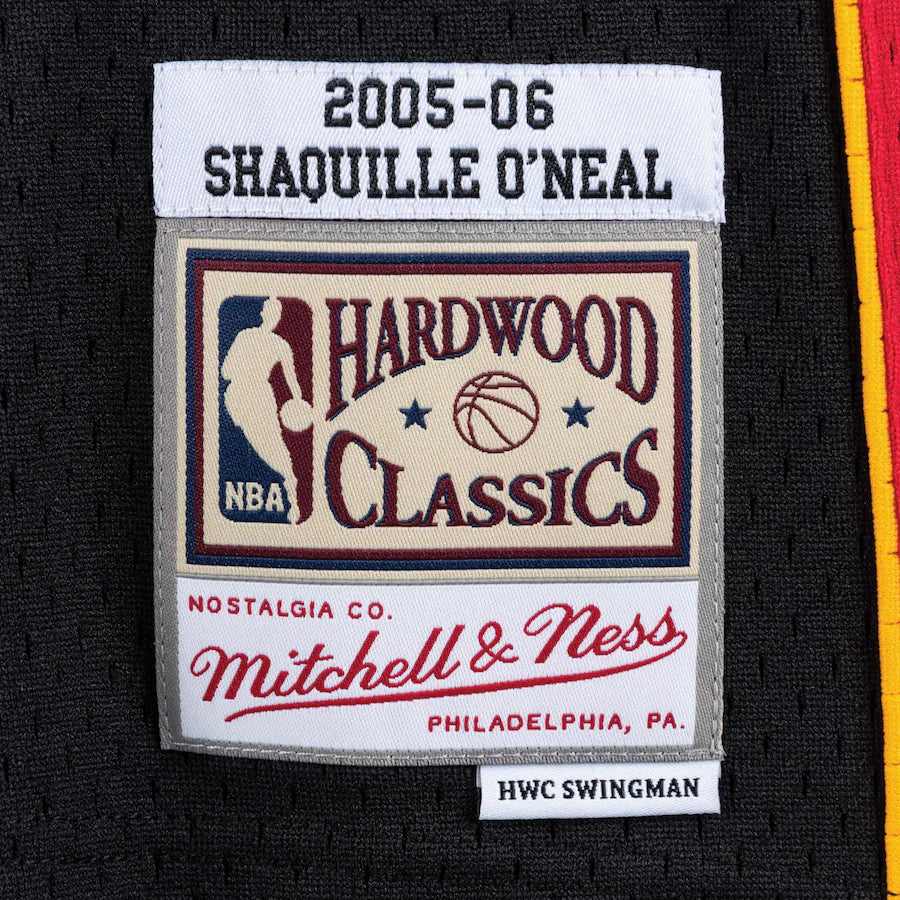 2005-06
SHAQUILLE O'NEAL
HARDWOOD
CLASSICS
NBA
NOSTALGIA CO.
Mitchell & Ness
PHILADELPHIA, PA.
HWC SWINGMAN